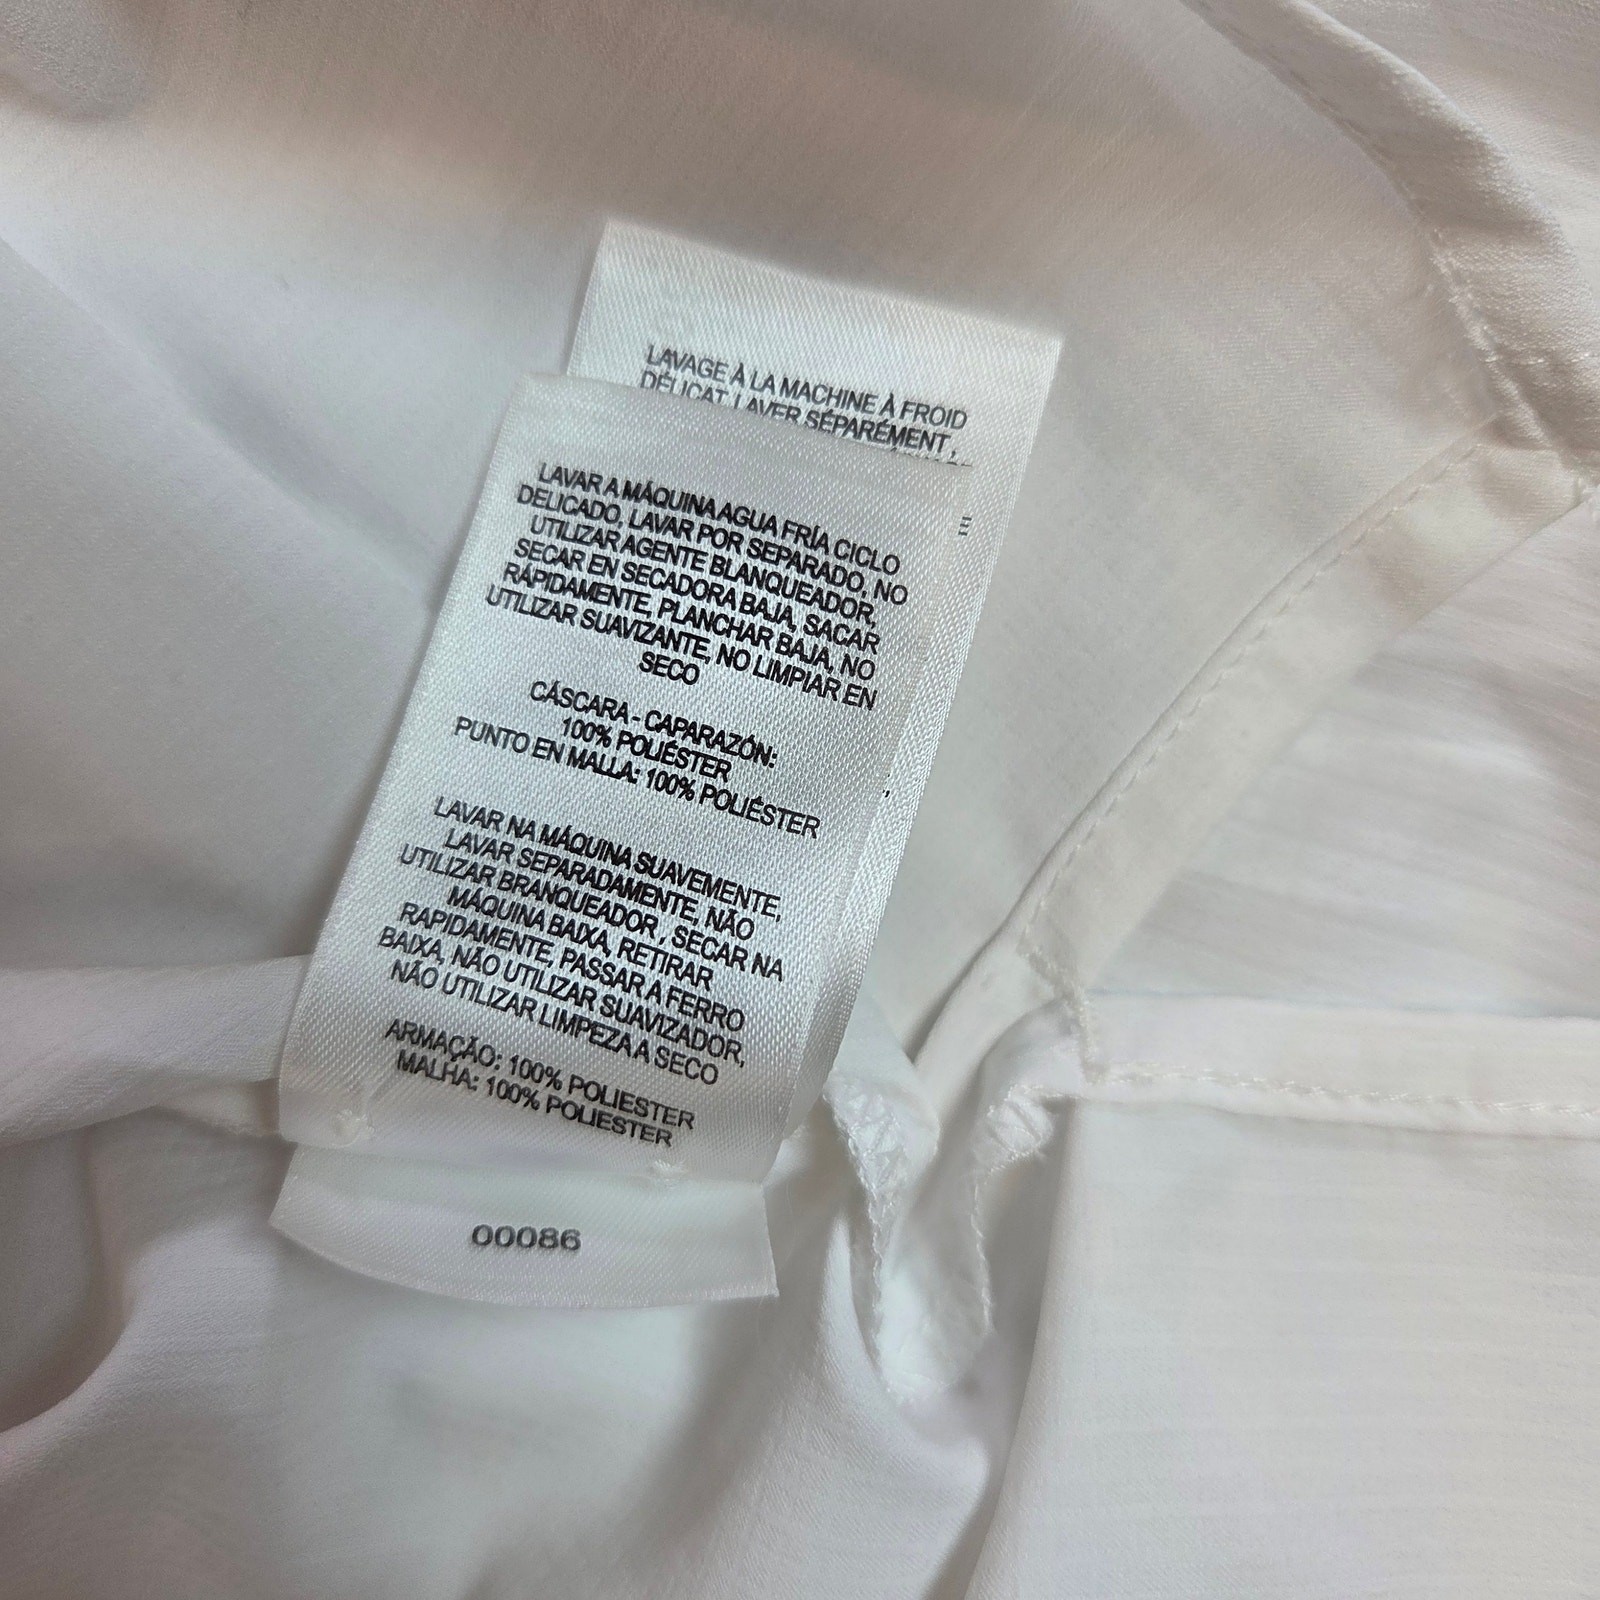 LAVAGE À LA MACHINE À FROID
DÉLICAT, LAVER SÉPARÉMENT,
E
LAVAR A MÁQUINA AGUA FRÍA CICLO
DELICADO, LAVAR POR SEPARADO, NO
UTILIZAR AGENTE BLANQUEADOR,
SECAR EN SECADORA BAJA, SACAR
RÁPIDAMENTE, PLANCHAR BAJA, NO
UTILIZAR SUAVIZANTE, NO LIMPIAR EN
SECO
CÁSCARA - CAPARAZÓN:
100% POLIÉSTER
PUNTO EN MALLA: 100% POLIÉSTER
LAVAR NA MÁQUINA SUAVEMENTE,
LAVAR SEPARADAMENTE, NÃO
UTILIZAR BRANQUEADOR, SECAR NA
MÁQUINA BAIXA, RETIRAR
RAPIDAMENTE, PASSAR A FERRO
BAIXA, NÃO UTILIZAR SUAVIZADOR,
NÃO UTILIZAR LIMPEZA A SECO
ARMAÇÃO: 100% POLIESTER
MALHA: 100% POLIESTER
00086